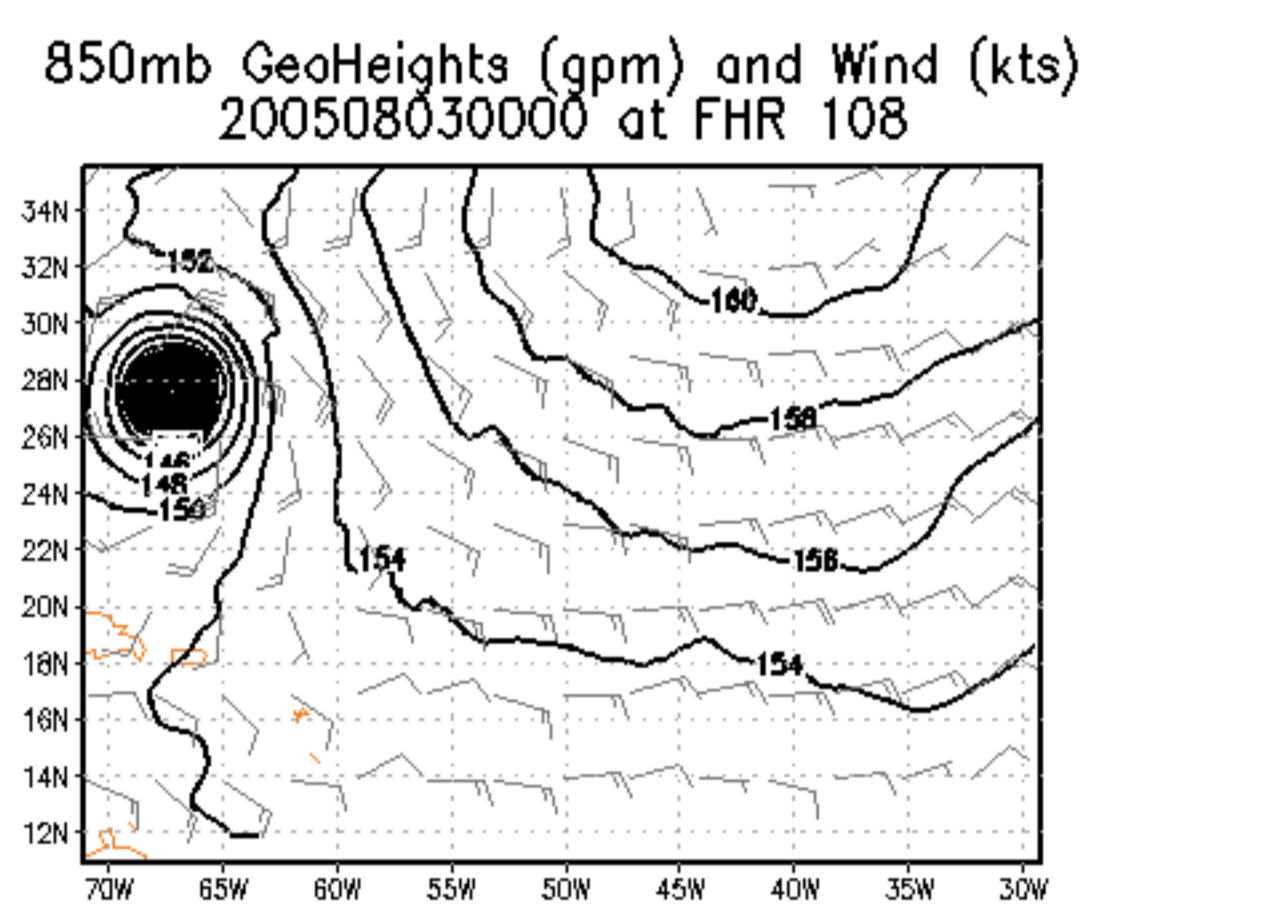 850mb GeoHeights (gpm) and Wind (kts)
200508030000 at FHR 108
34N
152
32N
160
30N
28N
158
26N
146
148
24N
150
154
156
22N
20N
154
18N
16N
14N
12N
70W 65W 60W 55W 50W 45W 40W 35W 30W